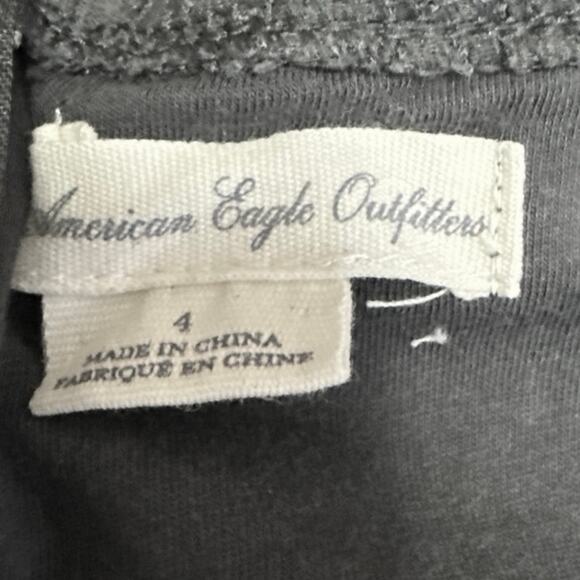 American Eagle Outfitters
4
MADE IN CHINA
FABRIQUÉ EN CHINE